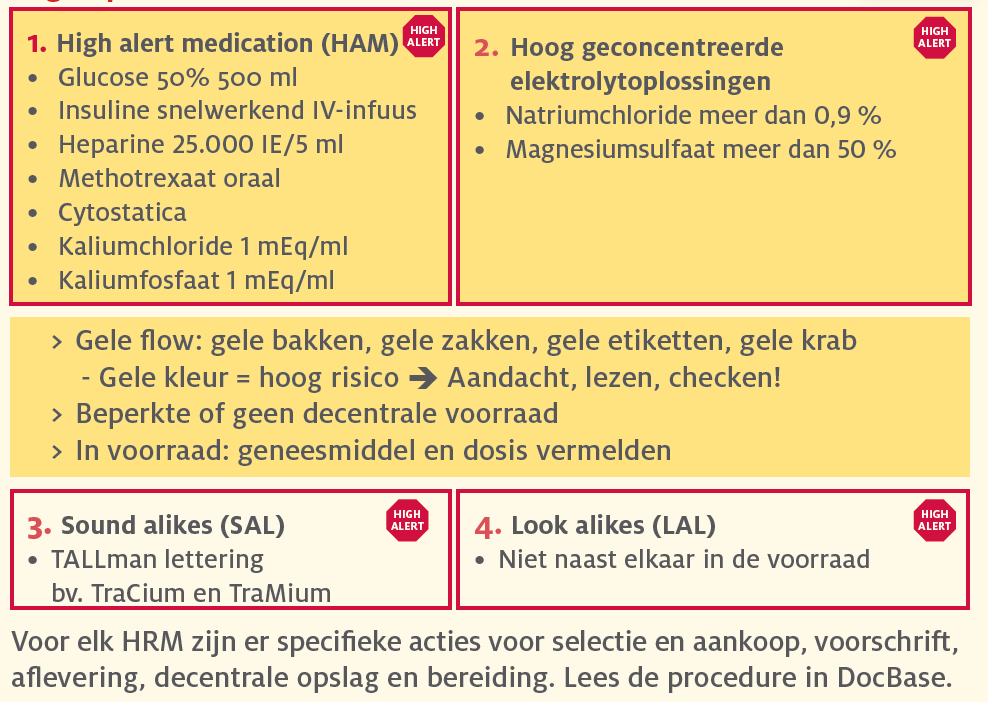 1. High alert medication (HAM)
HIGH
ALERT
• Glucose 50% 500 ml
• Insuline snelwerkend IV-infuus
• Heparine 25.000 IE/5 ml
• Methotrexaat oraal
• Cytostatica
• Kaliumchloride 1 mEq/ml
• Kaliumfosfaat 1 mEq/ml
2. Hoog geconcentreerde
elektrolytoplossingen
HIGH
ALERT
• Natriumchloride meer dan 0,9 %
• Magnesiumsulfaat meer dan 50 %
> Gele flow: gele bakken, gele zakken, gele etiketten, gele krab
- Gele kleur = hoog risico ➔ Aandacht, lezen, checken!
> Beperkte of geen decentrale voorraad
> In voorraad: geneesmiddel en dosis vermelden
3. Sound alikes (SAL)
HIGH
ALERT
• TALLman lettering
bv. TraCium en TraMium
4. Look alikes (LAL)
HIGH
ALERT
• Niet naast elkaar in de voorraad
Voor elk HRM zijn er specifieke acties voor selectie en aankoop, voorschrift,
aflevering, decentrale opslag en bereiding. Lees de procedure in DocBase.